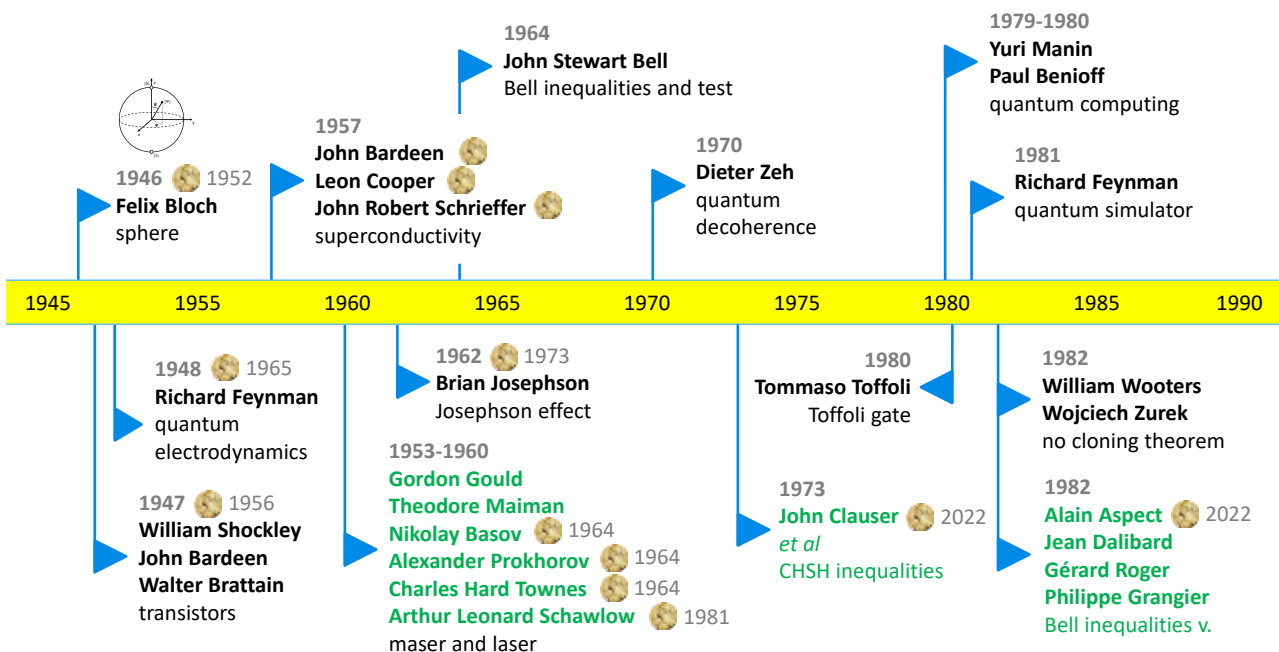 1964
John Stewart Bell
Bell inequalities and test
1979-1980
Yuri Manin
Paul Benioff
quantum computing
1946 1952
Felix Bloch
sphere
1957
John Bardeen
Leon Cooper
John Robert Schrieffer
superconductivity
1970
Dieter Zeh
quantum
decoherence
1981
Richard Feynman
quantum simulator
1945 1955 1960 1965 1970 1975 1980 1985 1990
1948 1965
Richard Feynman
quantum
electrodynamics
1947 1956
William Shockley
John Bardeen
Walter Brattain
transistors
1962 1973
Brian Josephson
Josephson effect
1953-1960
Gordon Gould
Theodore Maiman
Nikolay Basov 1964
Alexander Prokhorov 1964
Charles Hard Townes 1964
Arthur Leonard Schawlow 1981
maser and laser
1980
Tommaso Toffoli
Toffoli gate
1973
John Clauser 2022
et al
CHSH inequalities
1982
William Wooters
Wojciech Zurek
no cloning theorem
1982
Alain Aspect 2022
Jean Dalibard
Gérard Roger
Philippe Grangier
Bell inequalities v.